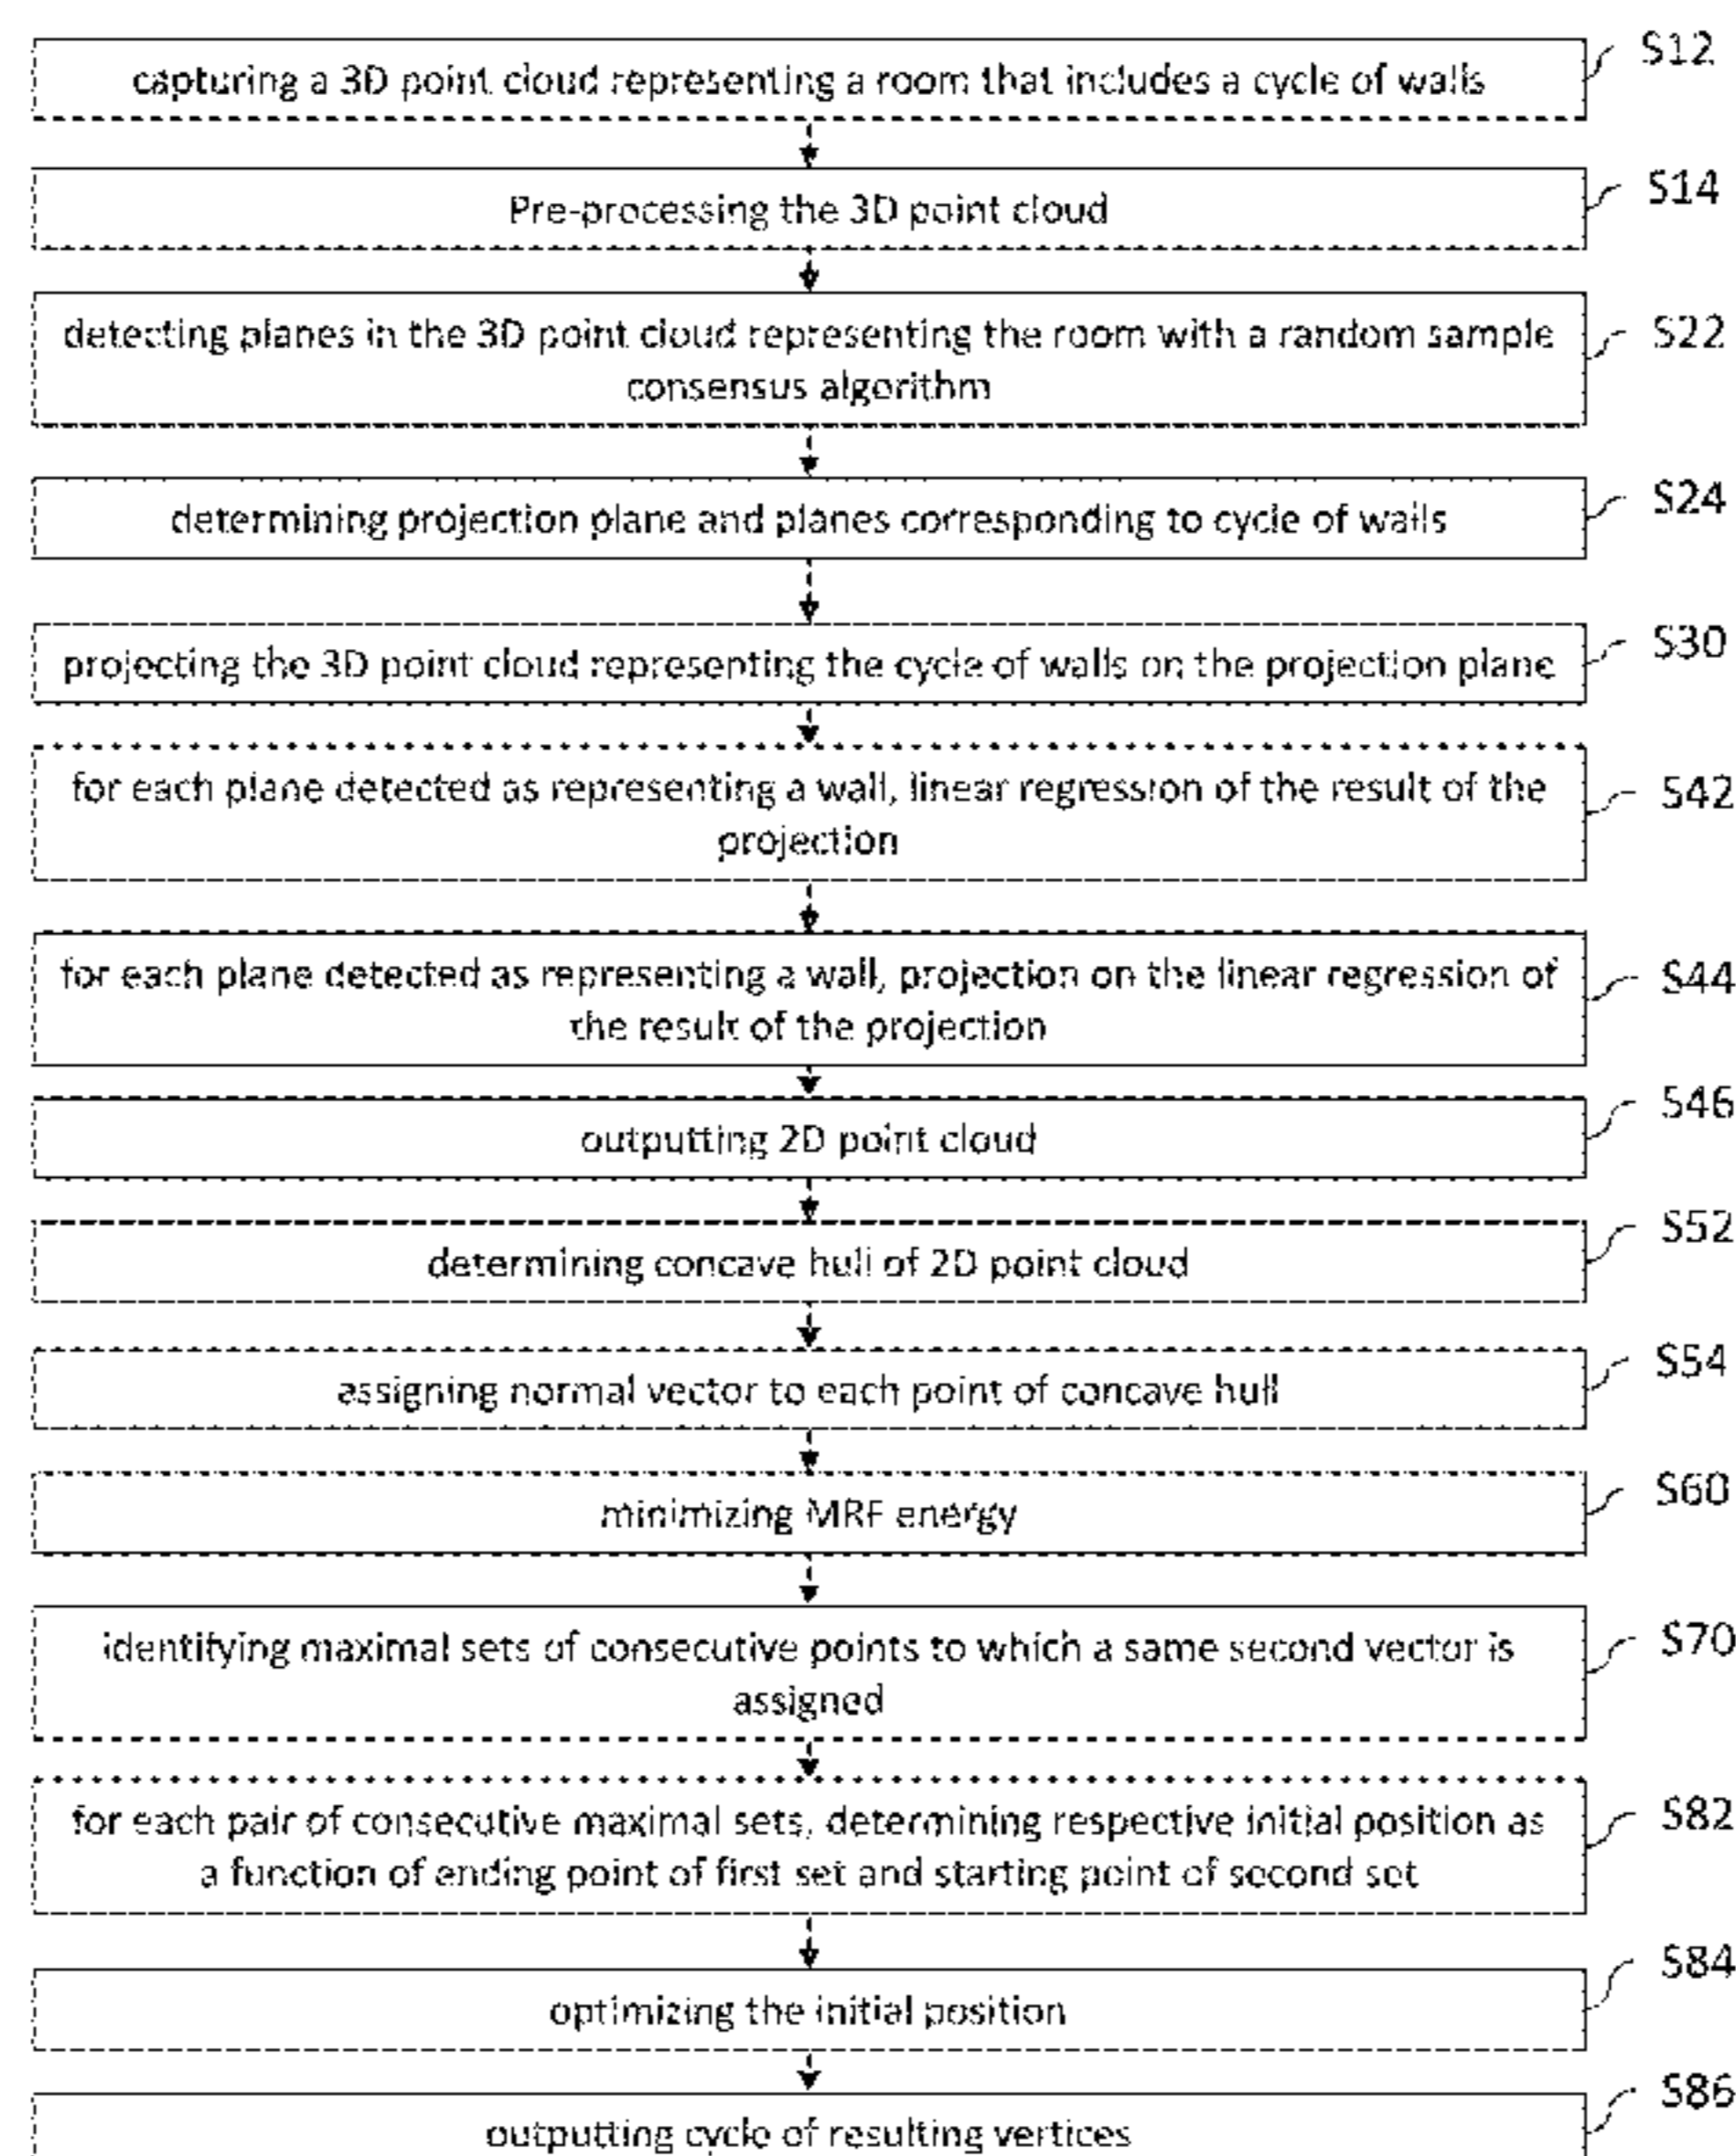 capturing a 3D point cloud representing a room that includes a cycle of walls
S12
Pre-processing the 3D point cloud
S14
detecting planes in the 3D point cloud representing the room with a random sample
consensus algorithm
S22
determining projection plane and planes corresponding to cycle of walls
S24
projecting the 3D point cloud representing the cycle of walls on the projection plane
S30
for each plane detected as representing a wall, linear regression of the result of the
projection
S42
for each plane detected as representing a wall, projection on the linear regression of
the result of the projection
S44
outputting 2D point cloud
S46
determining concave hull of 2D point cloud
S52
assigning normal vector to each point of concave hull
S54
minimizing MRF energy
S60
identifying maximal sets of consecutive points to which a same second vector is
assigned
S70
for each pair of consecutive maximal sets, determining respective initial position as
a function of ending point of first set and starting point of second set
S82
optimizing the initial position
S84
outputting cycle of resulting vertices
S86